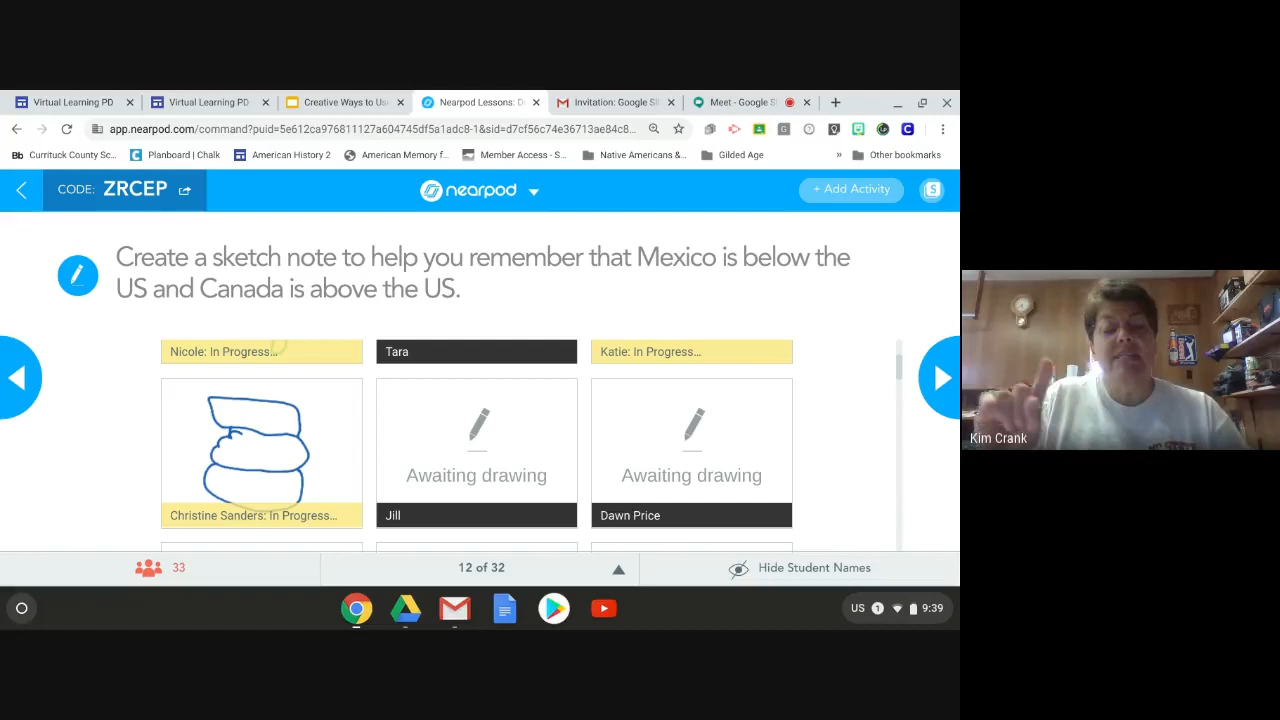 Virtual Learning PD
Virtual Learning PD
Creative Ways to Us
Nearpod Lessons: D
Invitation: Google Sli
Meet - Google S
app.nearpod.com/command?puid=5e612ca976811127a604745df5a1adc8-1&sid=d7cf56c74e36713ae84c8...
Bb Currituck County Sc...
Planboard | Chalk
American History 2
American Memory f...
Member Access - S...
Native Americans &...
Gilded Age
» Other bookmarks
CODE: ZRCEP
nearpod
+ Add Activity
S
Create a sketch note to help you remember that Mexico is below the
US and Canada is above the US.
Nicole: In Progress...
Tara
Katie: In Progress...
Awaiting drawing
Awaiting drawing
Christine Sanders: In Progress...
Jill
Dawn Price
33
12 of 32
Hide Student Names
US 1 9:39
Kim Crank